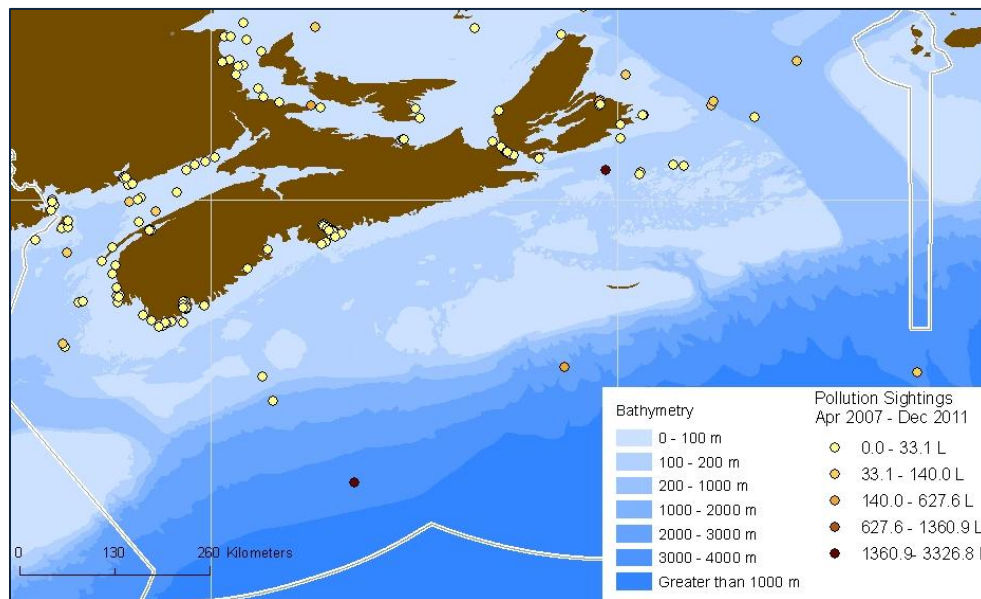 Bathymetry
0 - 100 m
100 - 200 m
200 - 1000 m
1000 - 2000 m
2000 - 3000 m
3000 - 4000 m
Greater than 1000 m
Pollution Sightings
Apr 2007 - Dec 2011
0.0 - 33.1 L
33.1 - 140.0 L
140.0 - 627.6 L
627.6 - 1360.9 L
1360.9- 3326.8 l
0 130 260 Kilometers